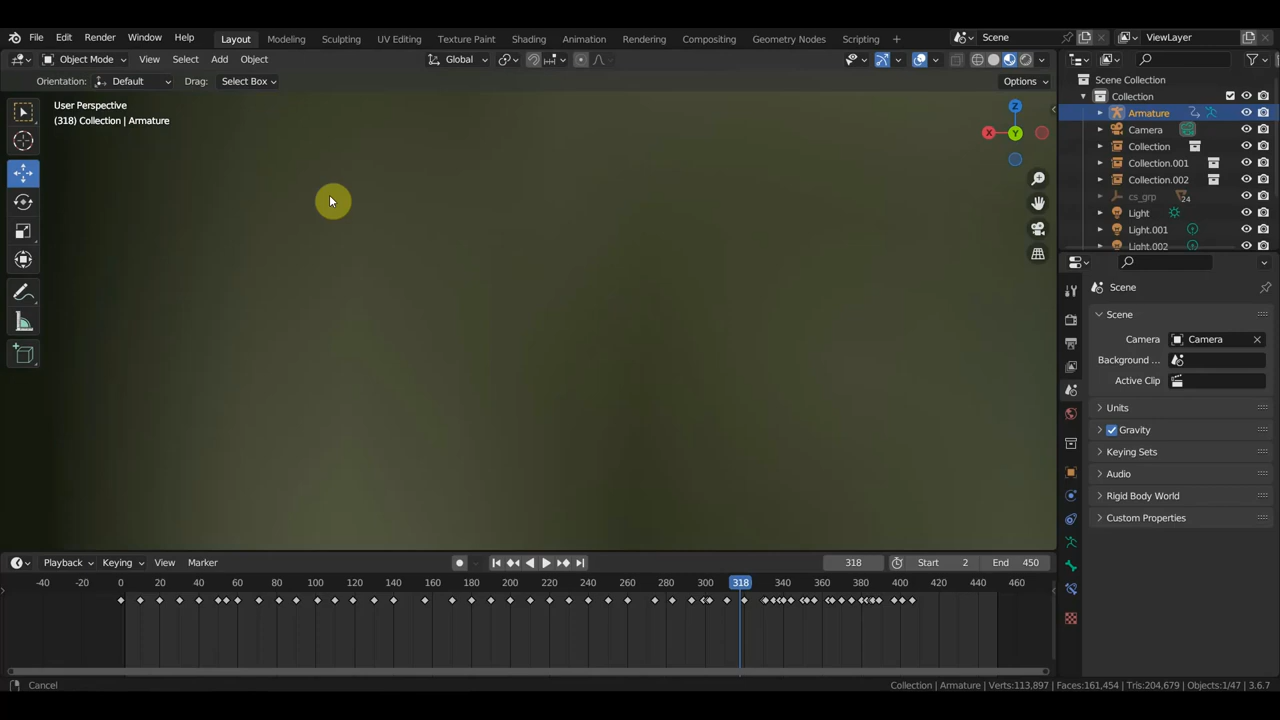 File Edit Render Window Help Layout Modeling Sculpting UV Editing Texture Paint Shading Animation Rendering Compositing Geometry Nodes Scripting + Scene ViewLayer
Object Mode View Select Add Object Global Options
Orientation: Default Drag: Select Box
User Perspective
(318) Collection | Armature
Z
X
Y
Scene Collection
Collection
Armature
Camera
Collection
Collection.001
Collection.002
cs_grp 24
Light
Light.001
Light.002
Scene
Scene
Camera Camera
Background ...
Active Clip
Units
Gravity
Keying Sets
Audio
Rigid Body World
Custom Properties
Playback Keying View Marker 318 Start 2 End 450
-40 -20 0 20 40 60 80 100 120 140 160 180 200 220 240 260 280 300 318 340 360 380 400 420 440 460
Cancel
Collection | Armature | Verts:113,897 | Faces:161,454 | Tris:204,679 | Objects:1/47 | 3.6.7